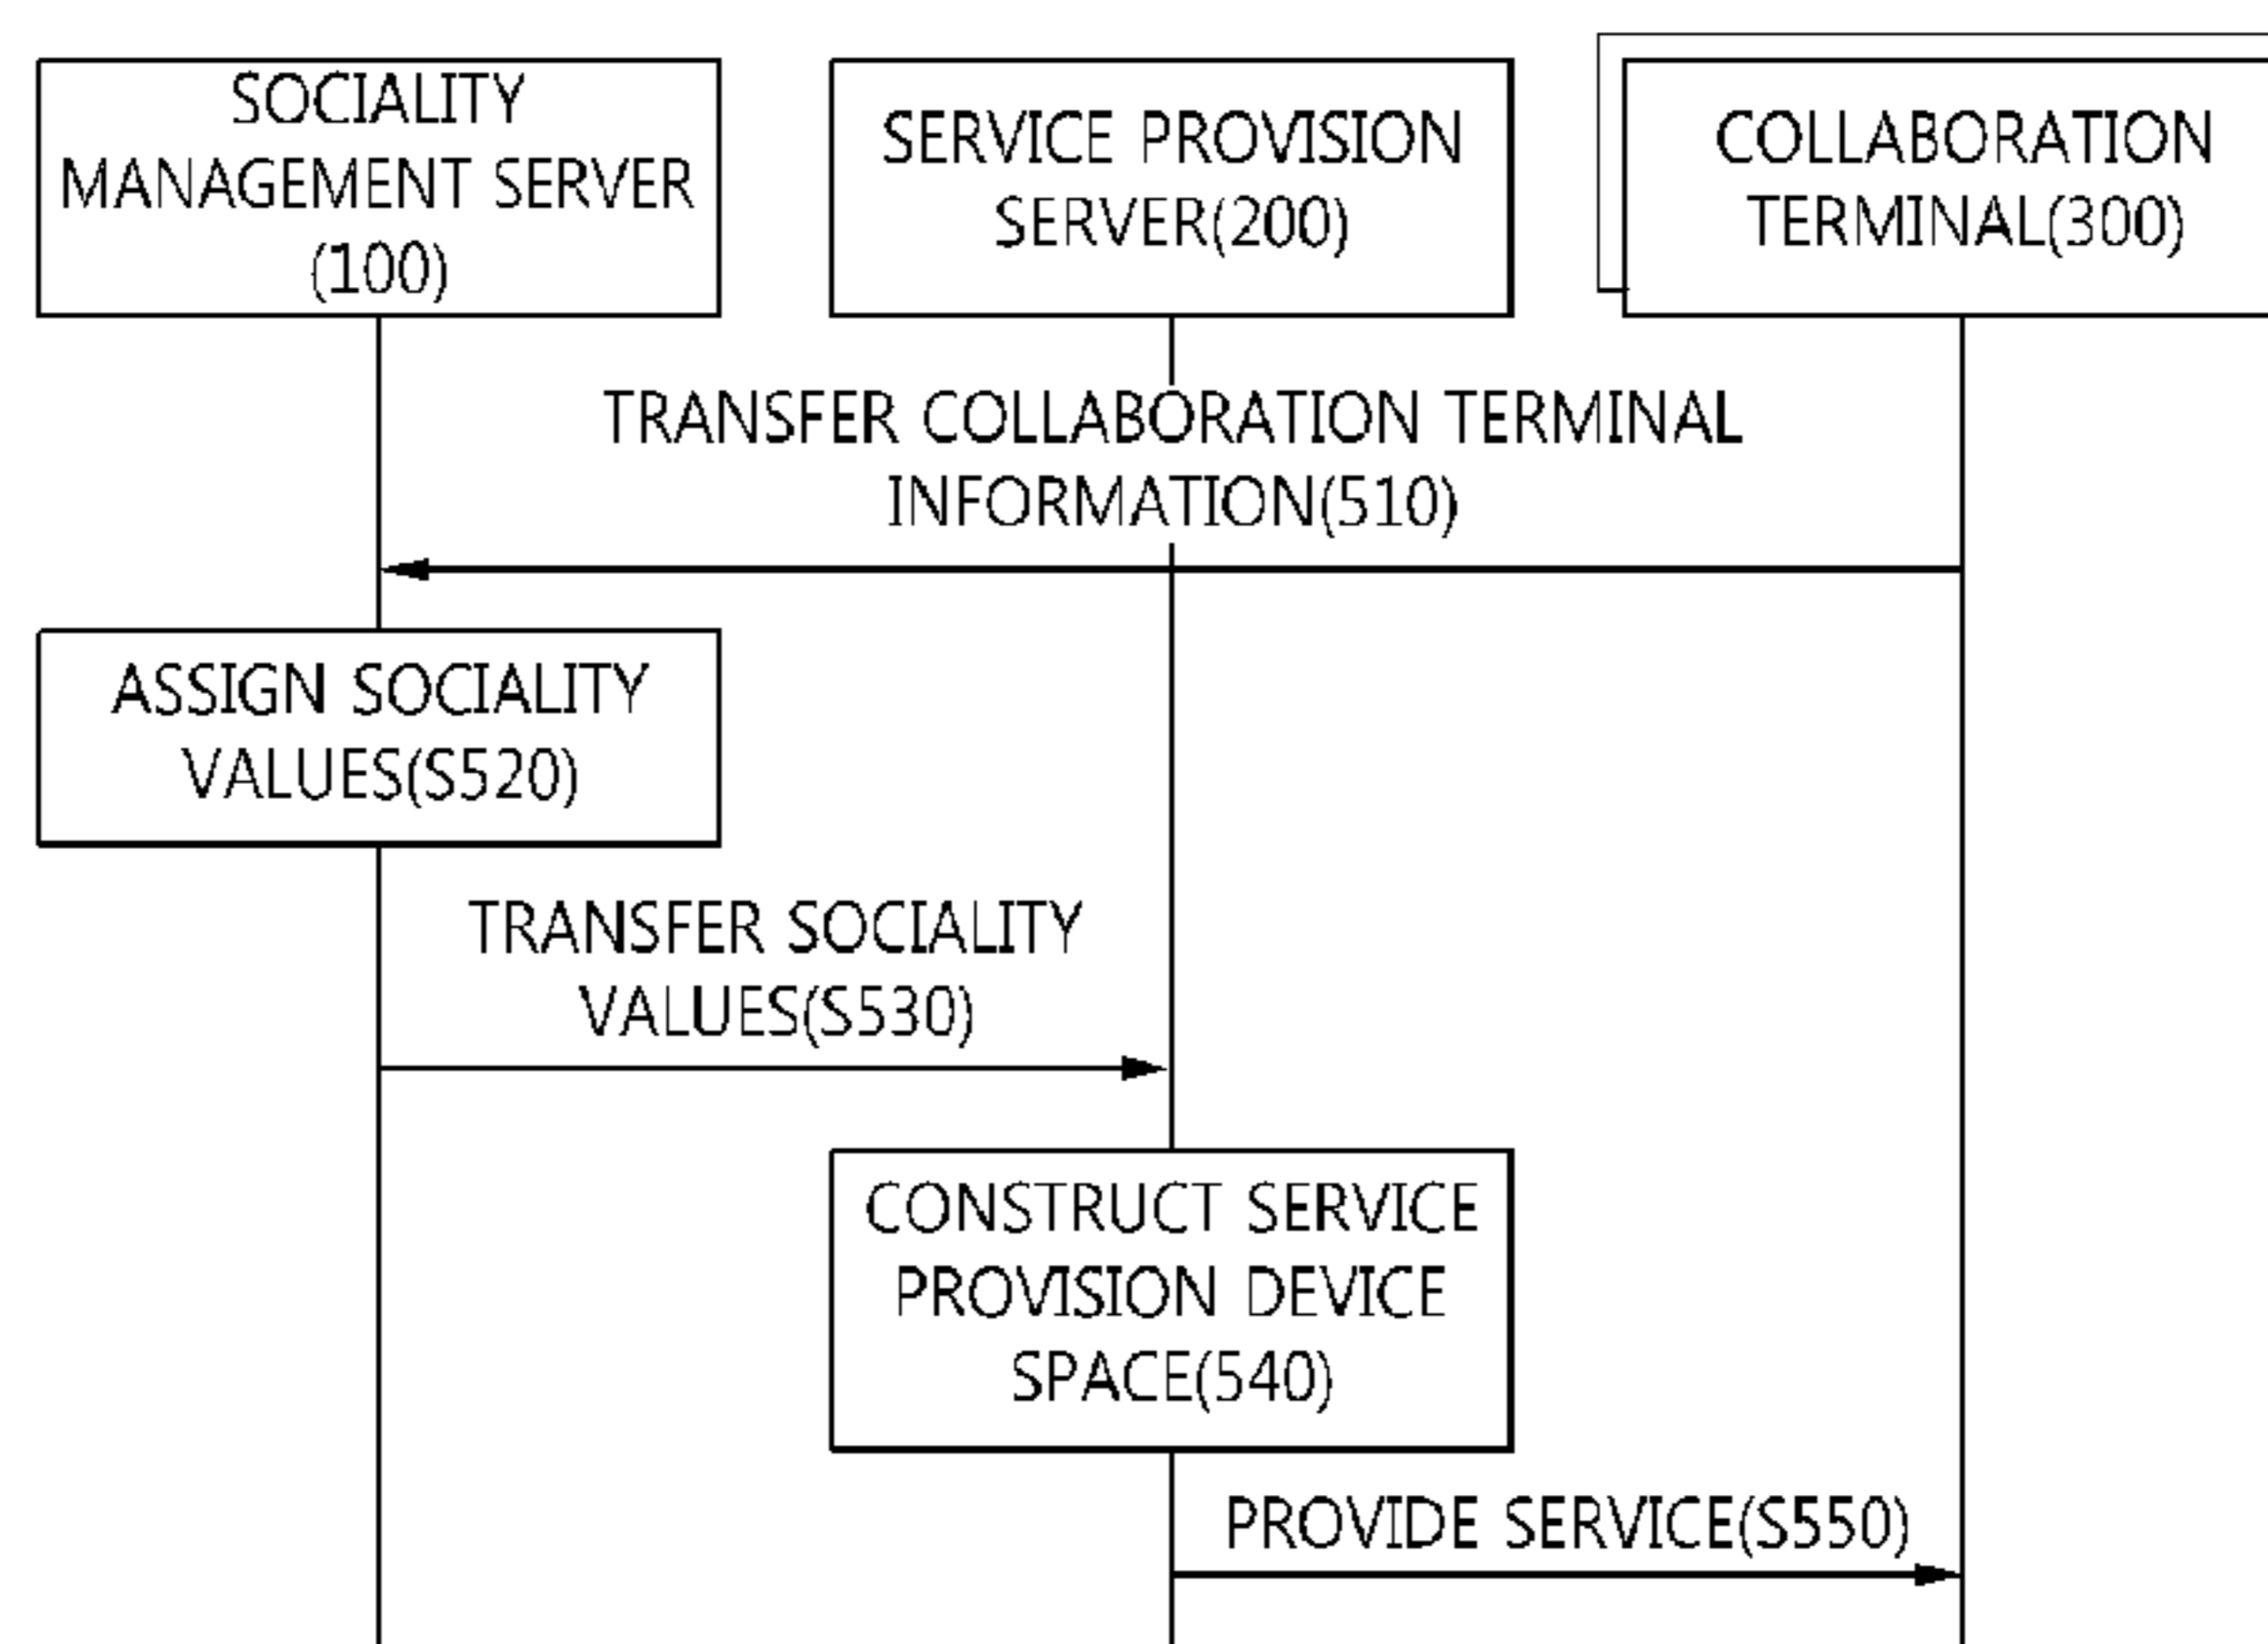 SOCIALITY
MANAGEMENT SERVER
(100)
SERVICE PROVISION
SERVER(200)
COLLABORATION
TERMINAL(300)
TRANSFER COLLABORATION TERMINAL
INFORMATION(510)
ASSIGN SOCIALITY
VALUES(S520)
TRANSFER SOCIALITY
VALUES(S530)
CONSTRUCT SERVICE
PROVISION DEVICE
SPACE(540)
PROVIDE SERVICE(S550)